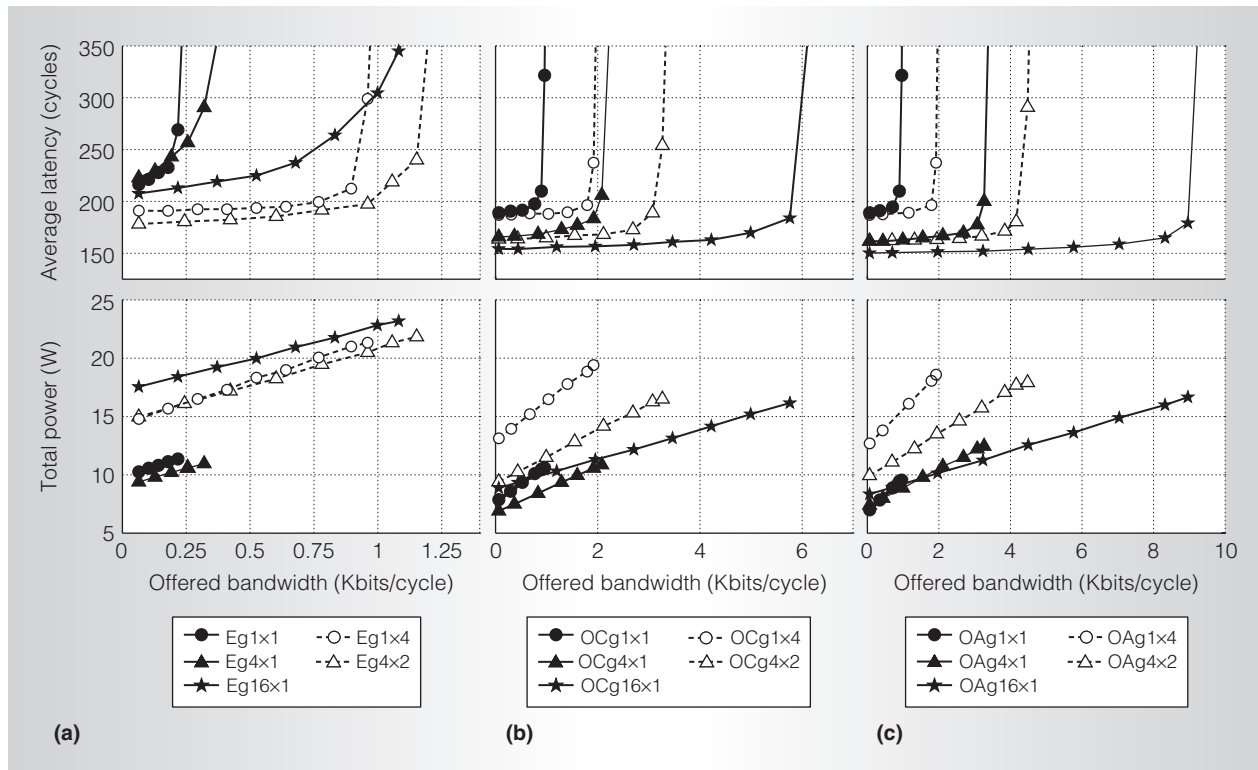 Average latency (cycles)
350
300
250
200
150
Total power (W)
25
20
15
10
5
0 0.25 0.5 0.75 1 1.25
0 2 4 6
0 2 4 6 8 10
Offered bandwidth (Kbits/cycle)
Offered bandwidth (Kbits/cycle)
Offered bandwidth (Kbits/cycle)
Eg1×1 Eg1×4
Eg4×1 Eg4×2
Eg16×1
OCg1×1 OCg1×4
OCg4×1 OCg4×2
OCg16×1
OAg1×1 OAg1×4
OAg4×1 OAg4×2
OAg16×1
(a)
(b)
(c)